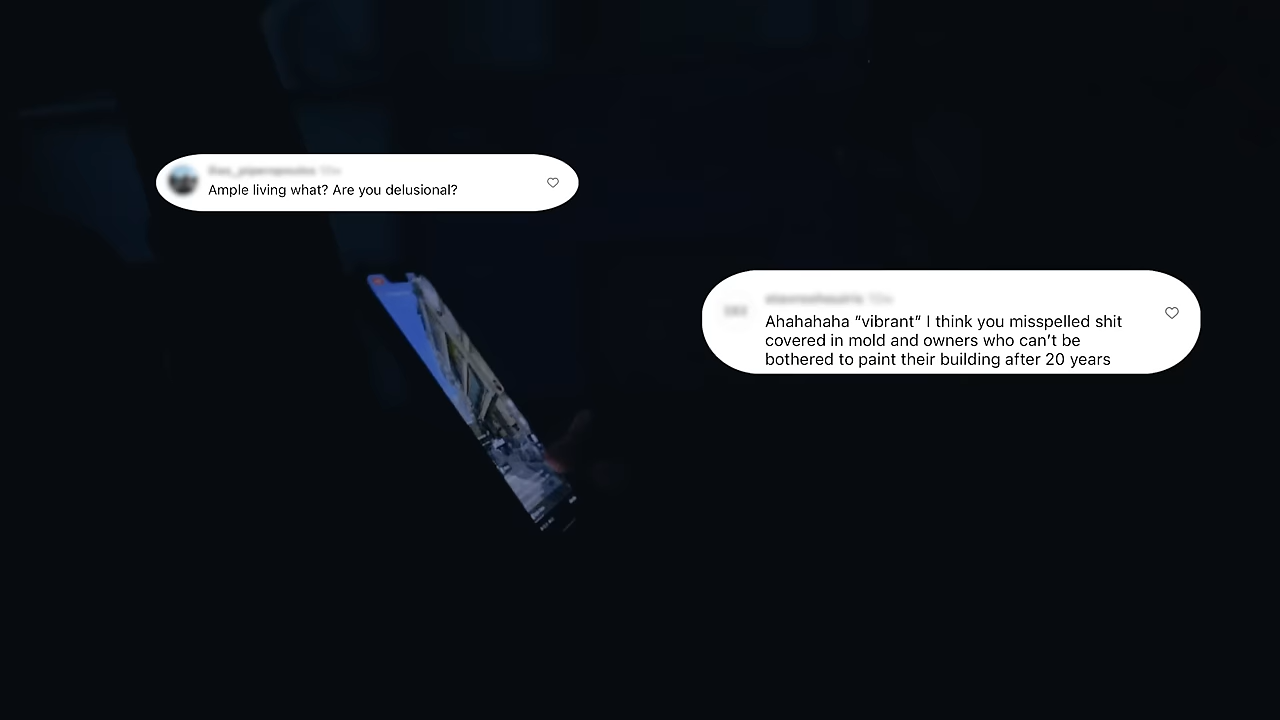 Ample living what? Are you delusional?
Ahahahaha “vibrant” I think you misspelled shit
covered in mold and owners who can’t be
bothered to paint their building after 20 years